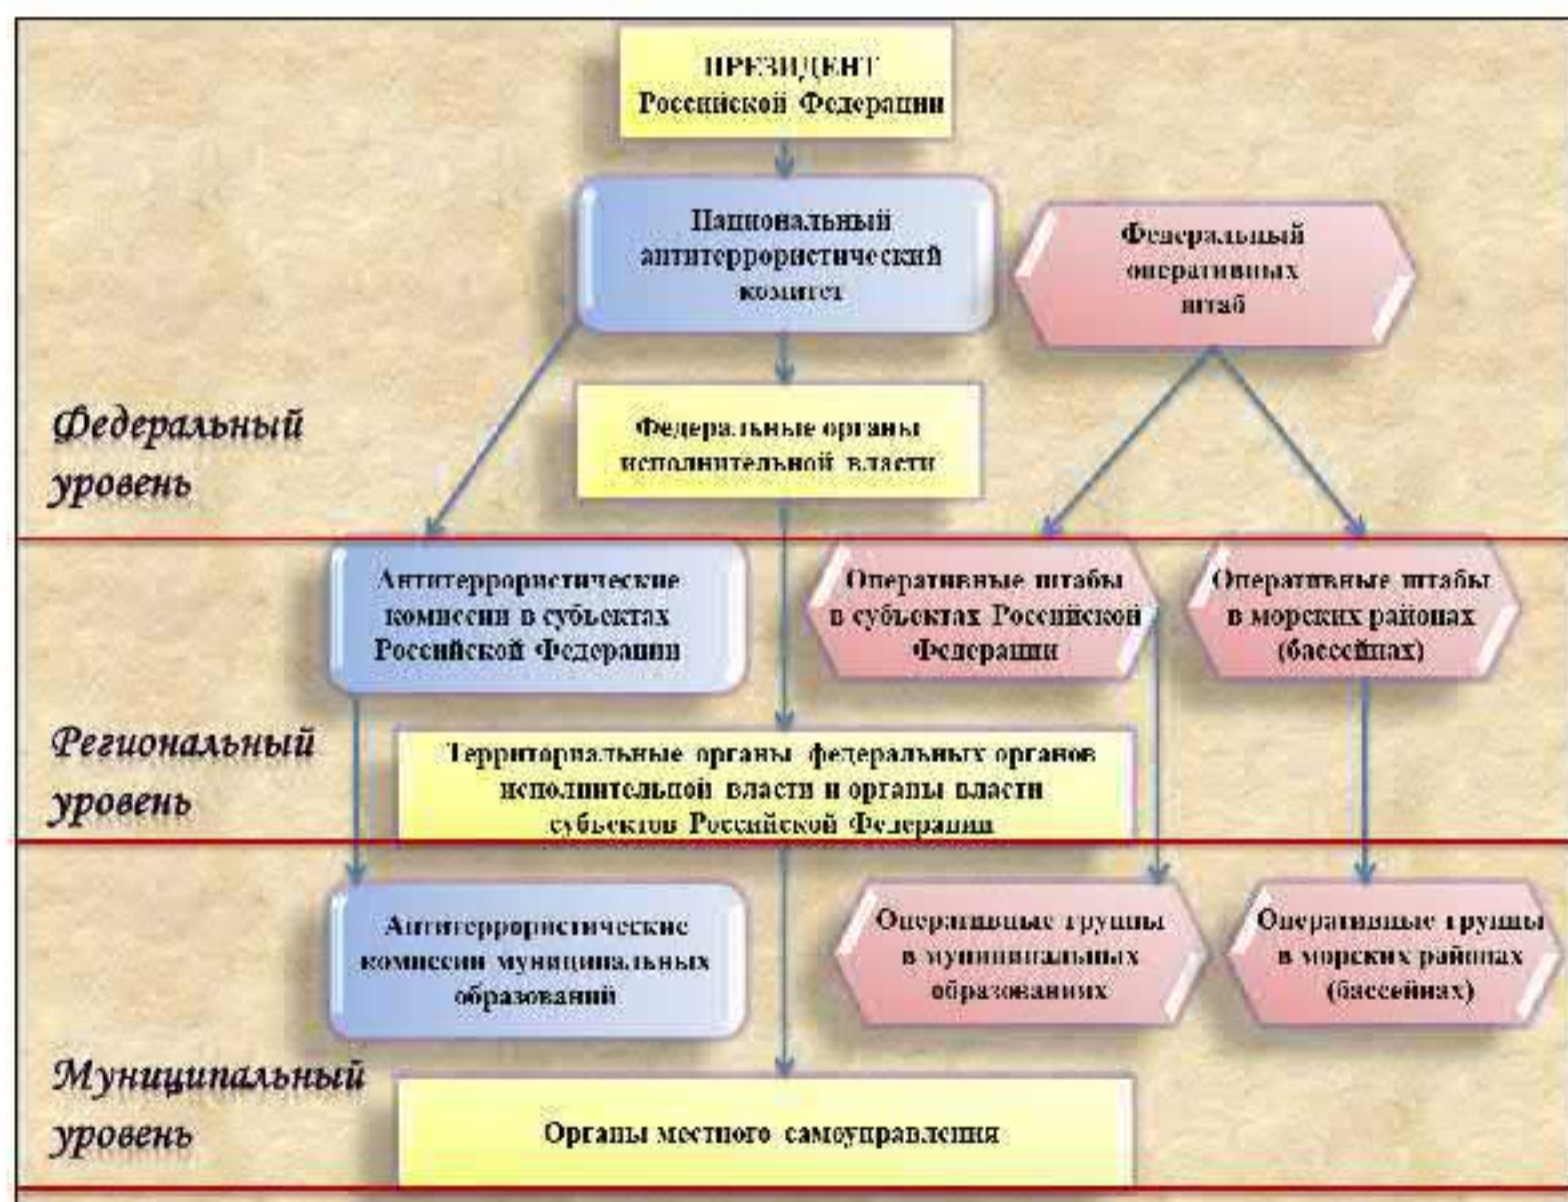 ПРЕЗИДЕНТ
Российской Федерации
Национальный
антитеррористический
комитет
Федеральный
оперативных
штаб
Федеральный
уровень
Федеральные органы
исполнительной власти
Антитеррористические
комиссии в субъектах
Российской Федерации
Оперативные штабы
в субъектах Российской
Федерации
Оперативные штабы
в морских районах
(бассейнах)
Региональный
уровень
Территориальные органы федеральных органов
исполнительной власти и органы власти
субъектов Российской Федерации
Антитеррористические
комиссии муниципальных
образований
Оперативные группы
в муниципальных
образованиях
Оперативные группы
в морских районах
(бассейнах)
Муниципальный
уровень
Органы местного самоуправления